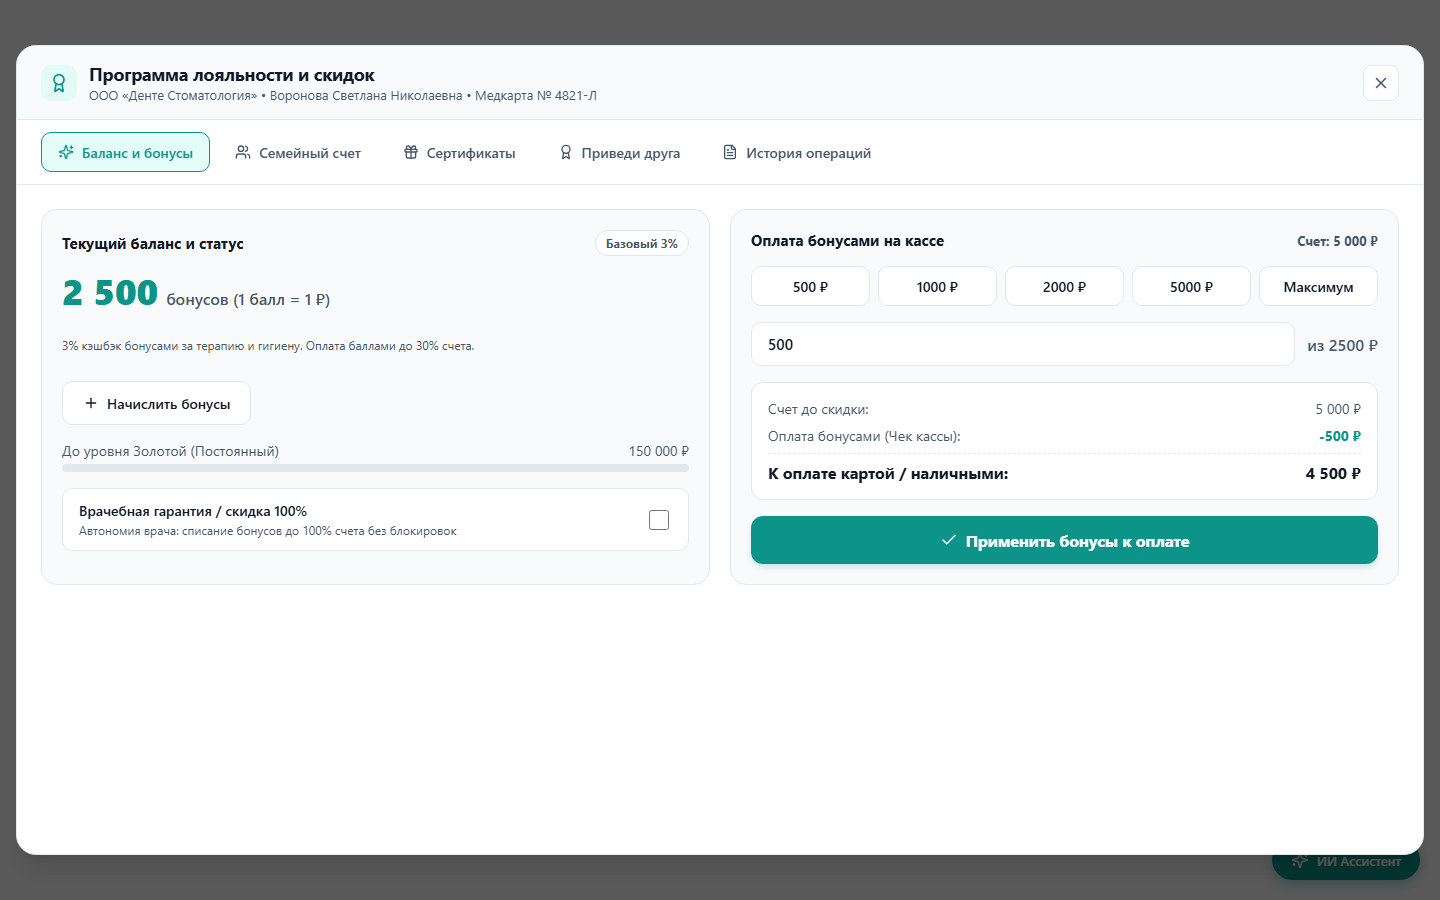 Программа лояльности и скидок
ООО «Денте Стоматология» • Воронова Светлана Николаевна • Медкарта № 4821-Л
Баланс и бонусы
Семейный счет
Сертификаты
Приведи друга
История операций
Текущий баланс и статус
Базовый 3%
2 500 бонусов (1 балл = 1 ₽)
3% кэшбэк бонусами за терапию и гигиену. Оплата баллами до 30% счета.
Начислить бонусы
До уровня Золотой (Постоянный)
150 000 ₽
Врачебная гарантия / скидка 100%
Автономия врача: списание бонусов до 100% счета без блокировок
Оплата бонусами на кассе
Счет: 5 000 ₽
500 ₽
1000 ₽
2000 ₽
5000 ₽
Максимум
500
из 2500 ₽
Счет до скидки:
5 000 ₽
Оплата бонусами (Чек кассы):
-500 ₽
К оплате картой / наличными:
4 500 ₽
Применить бонусы к оплате
ИИ Ассистент